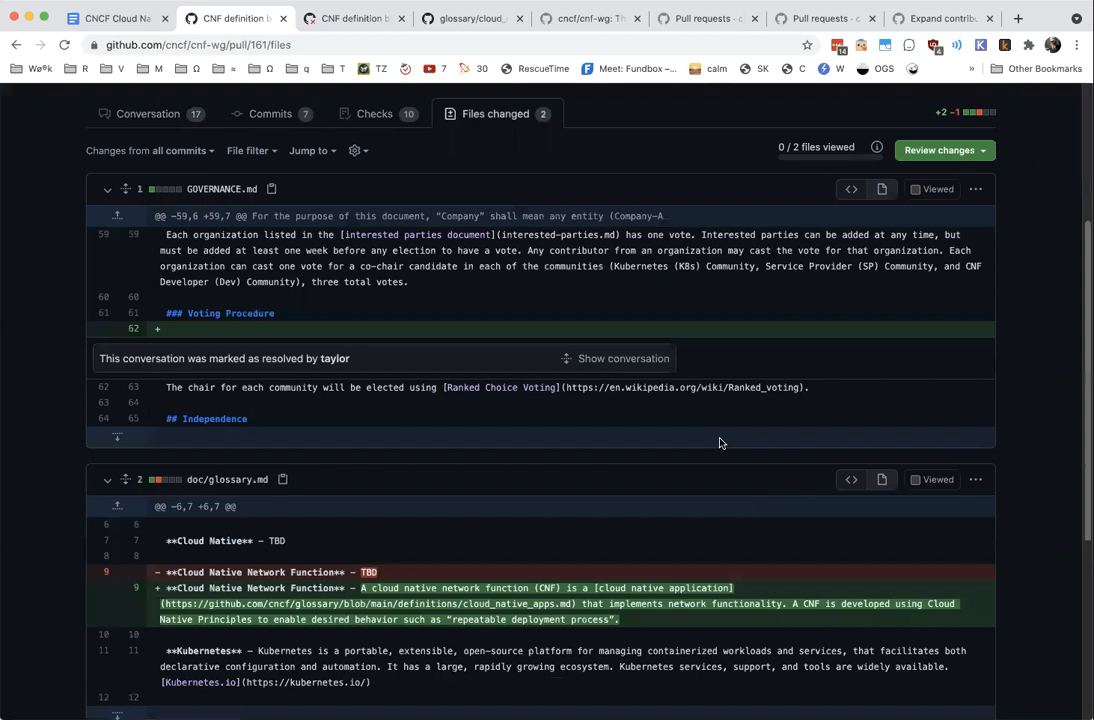 CNCF Cloud Na
CNF definition b
CNF definition b
glossary/cloud_
cncf/cnf-wg: Th
Pull requests · c
Pull requests · c
Expand contrib
github.com/cncf/cnf-wg/pull/161/files
14
4
Wø®k
R
V
M
Ω
≈
Ω
q
T
TZ
7
30
RescueTime
Meet: Fundbox –...
calm
SK
C
W
OGS
»
Other Bookmarks
Conversation 17
Commits 7
Checks 10
Files changed 2
+2 −1
Changes from all commits
File filter
Jump to
0 / 2 files viewed
Review changes
1 GOVERNANCE.md
Viewed
@@ -59,6 +59,7 @@ For the purpose of this document, “Company” shall mean any entity (Company-A…
59 59 Each organization listed in the [interested parties document](interested-parties.md) has one vote. Interested parties can be added at any time, but
must be added at least one week before any election to have a vote. Any contributor from an organization may cast the vote for that organization. Each
organization can cast one vote for a co-chair candidate in each of the communities (Kubernetes (K8s) Community, Service Provider (SP) Community, and CNF
Developer (Dev) Community), three total votes.
60 60
61 61 ### Voting Procedure
62 +
This conversation was marked as resolved by taylor
Show conversation
62 63 The chair for each community will be elected using [Ranked Choice Voting](https://en.wikipedia.org/wiki/Ranked_voting).
63 64
64 65 ## Independence
2 doc/glossary.md
Viewed
@@ -6,7 +6,7 @@
6 6
7 7 **Cloud Native** - TBD
8 8
9 - **Cloud Native Network Function** - TBD
9 + **Cloud Native Network Function** - A cloud native network function (CNF) is a [cloud native application]
(https://github.com/cncf/glossary/blob/main/definitions/cloud_native_apps.md) that implements network functionality. A CNF is developed using Cloud
Native Principles to enable desired behavior such as “repeatable deployment process”.
10 10
11 11 **Kubernetes** - Kubernetes is a portable, extensible, open-source platform for managing containerized workloads and services, that facilitates both
declarative configuration and automation. It has a large, rapidly growing ecosystem. Kubernetes services, support, and tools are widely available.
[Kubernetes.io](https://kubernetes.io/)
12 12